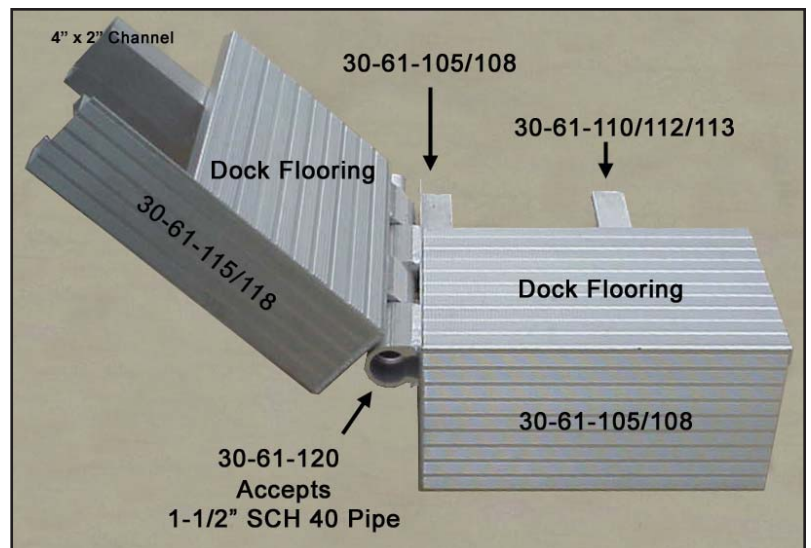 4” x 2” Channel
30-61-105/108
30-61-110/112/113
Dock Flooring
30-61-115/118
Dock Flooring
30-61-105/108
30-61-120
Accepts
1-1/2” SCH 40 Pipe